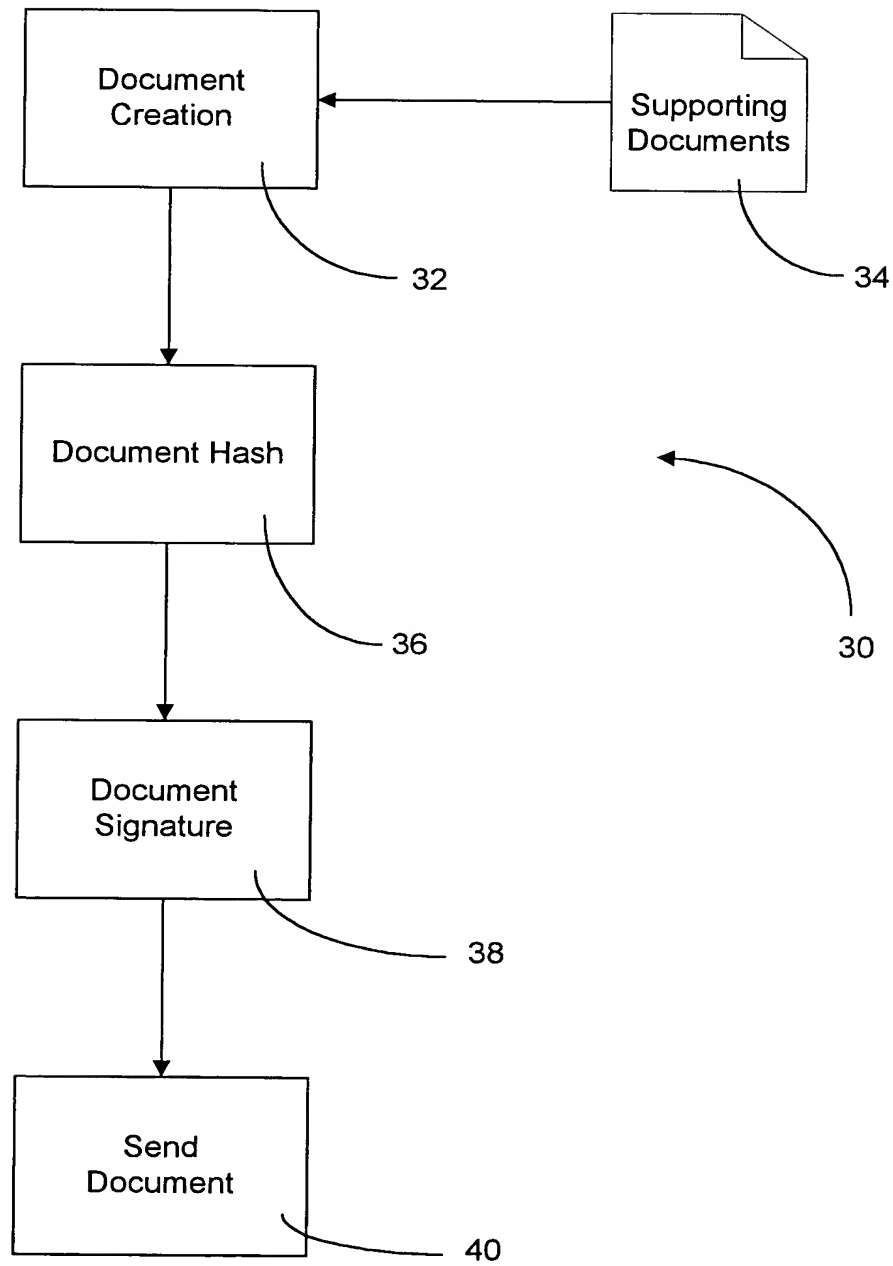 Document
Creation
Supporting
Documents
32
34
Document Hash
36
30
Document
Signature
38
Send
Document
40